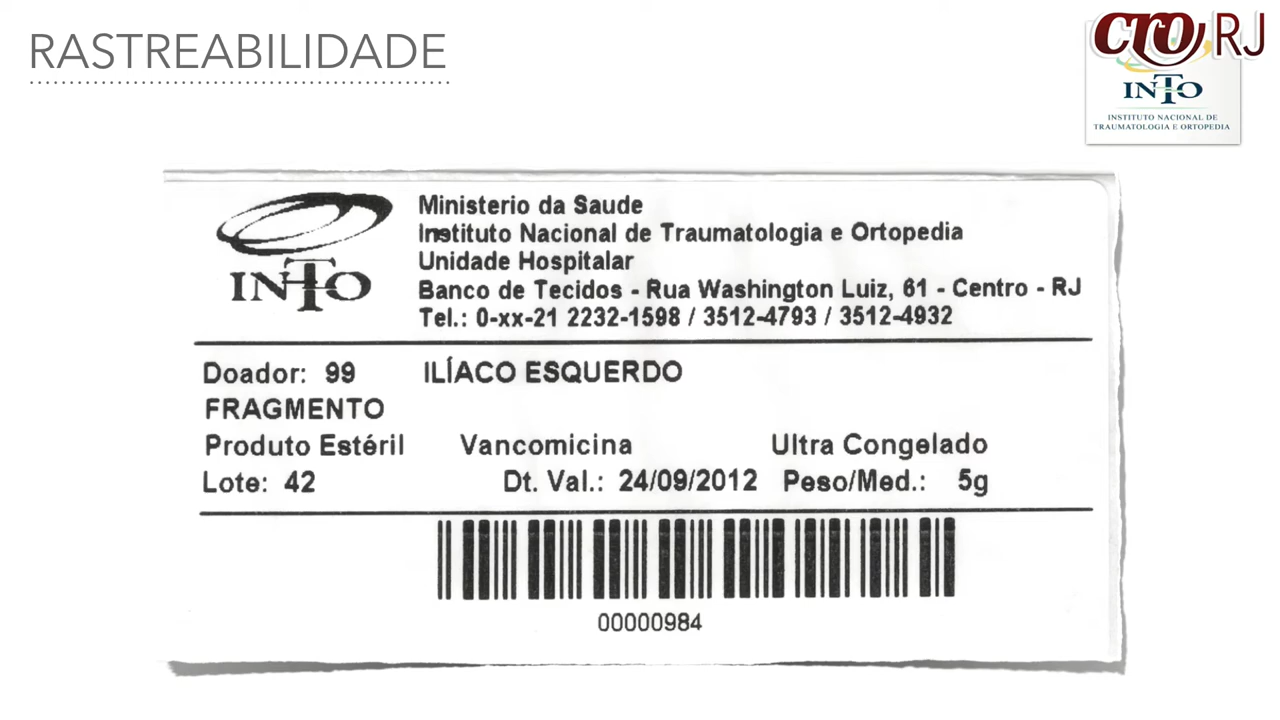 RASTREABILIDADE
CTO RJ
INTO
INSTITUTO NACIONAL DE
TRAUMATOLOGIA E ORTOPEDIA
INTO
Ministerio da Saude
Instituto Nacional de Traumatologia e Ortopedia
Unidade Hospitalar
Banco de Tecidos - Rua Washington Luiz, 61 - Centro - RJ
Tel.: 0-xx-21 2232-1598 / 3512-4793 / 3512-4932
Doador: 99 ILÍACO ESQUERDO
FRAGMENTO
Produto Estéril Vancomicina Ultra Congelado
Lote: 42 Dt. Val.: 24/09/2012 Peso/Med.: 5g
00000984